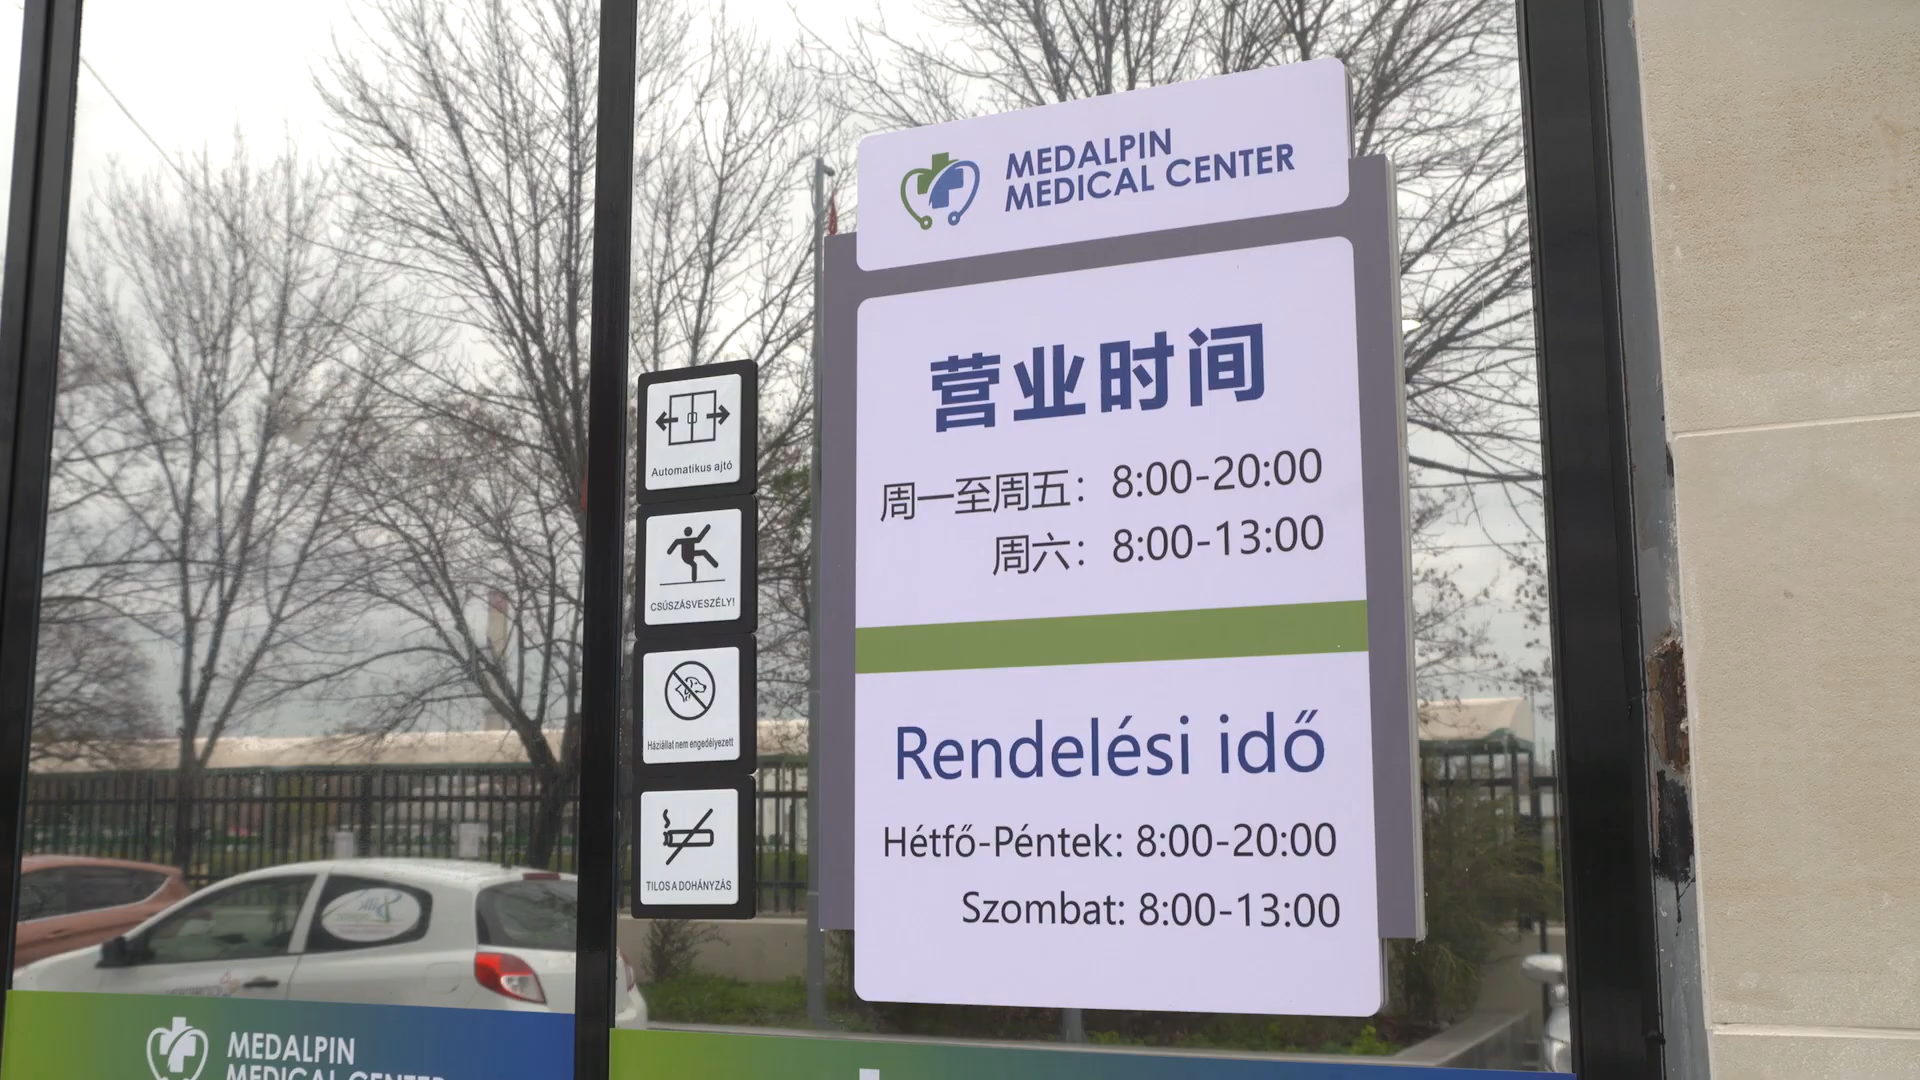 MEDALPIN
MEDICAL CENTER
营业时间
周一至周五：8:00-20:00
周六：8:00-13:00
Rendelési idő
Hétfő-Péntek: 8:00-20:00
Szombat: 8:00-13:00
Automatikus ajtó
CSÚSZÁSVESZÉLY!
Háziállat nem engedélyezett
TILOS A DOHÁNYZÁS
MEDALPIN
MEDICAL CENTER